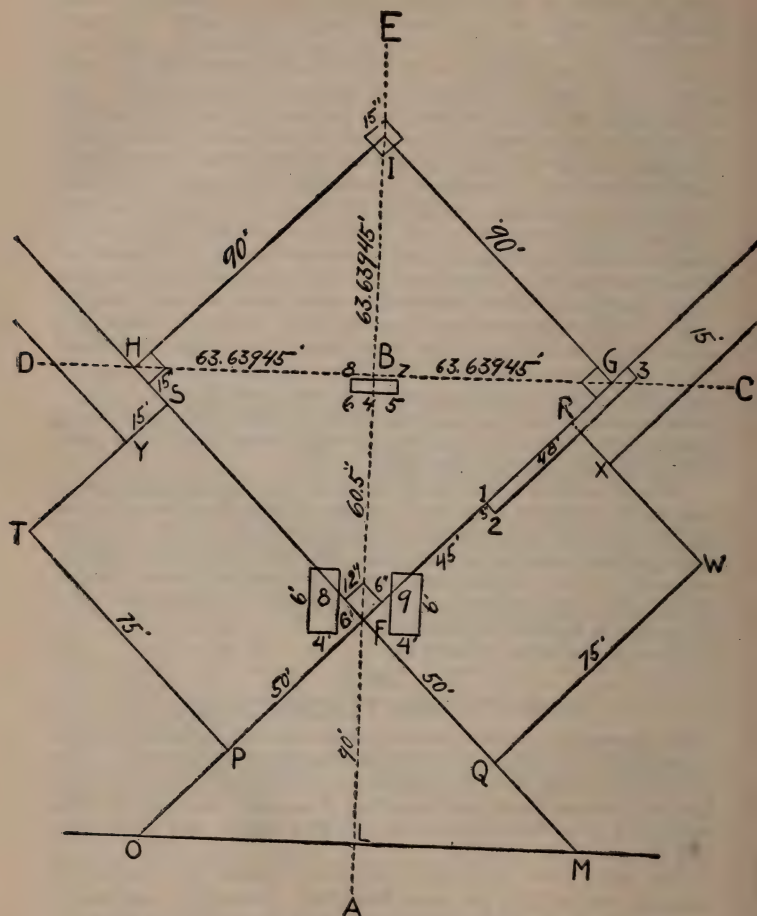 E
15"
I
90' 90'
63.63945'
15'
H B G 3
D 63.63945' 8 7 63.63945' C
15" S 6 4 5 R
15' 48'
Y X
1
60.5" 3" 2
T 45' W
12" 6"
6' 8 9 6'
6" F
4' 4'
75' 75'
50' 50'
P 90' Q
O L M
A